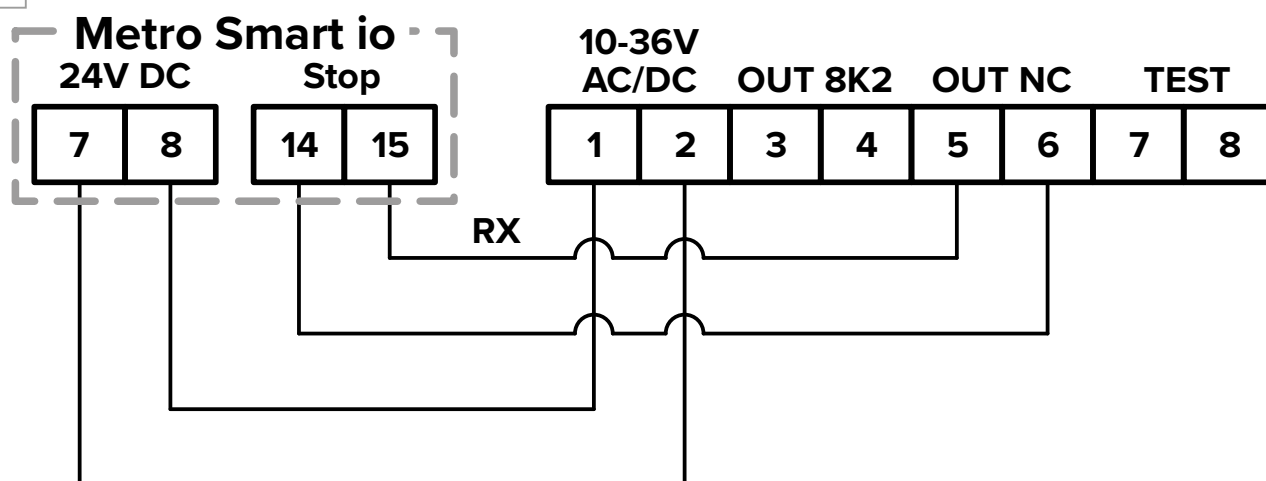 Metro Smart io
24V DC Stop
7 8 14 15
10-36V
AC/DC OUT 8K2 OUT NC TEST
1 2 3 4 5 6 7 8
RX